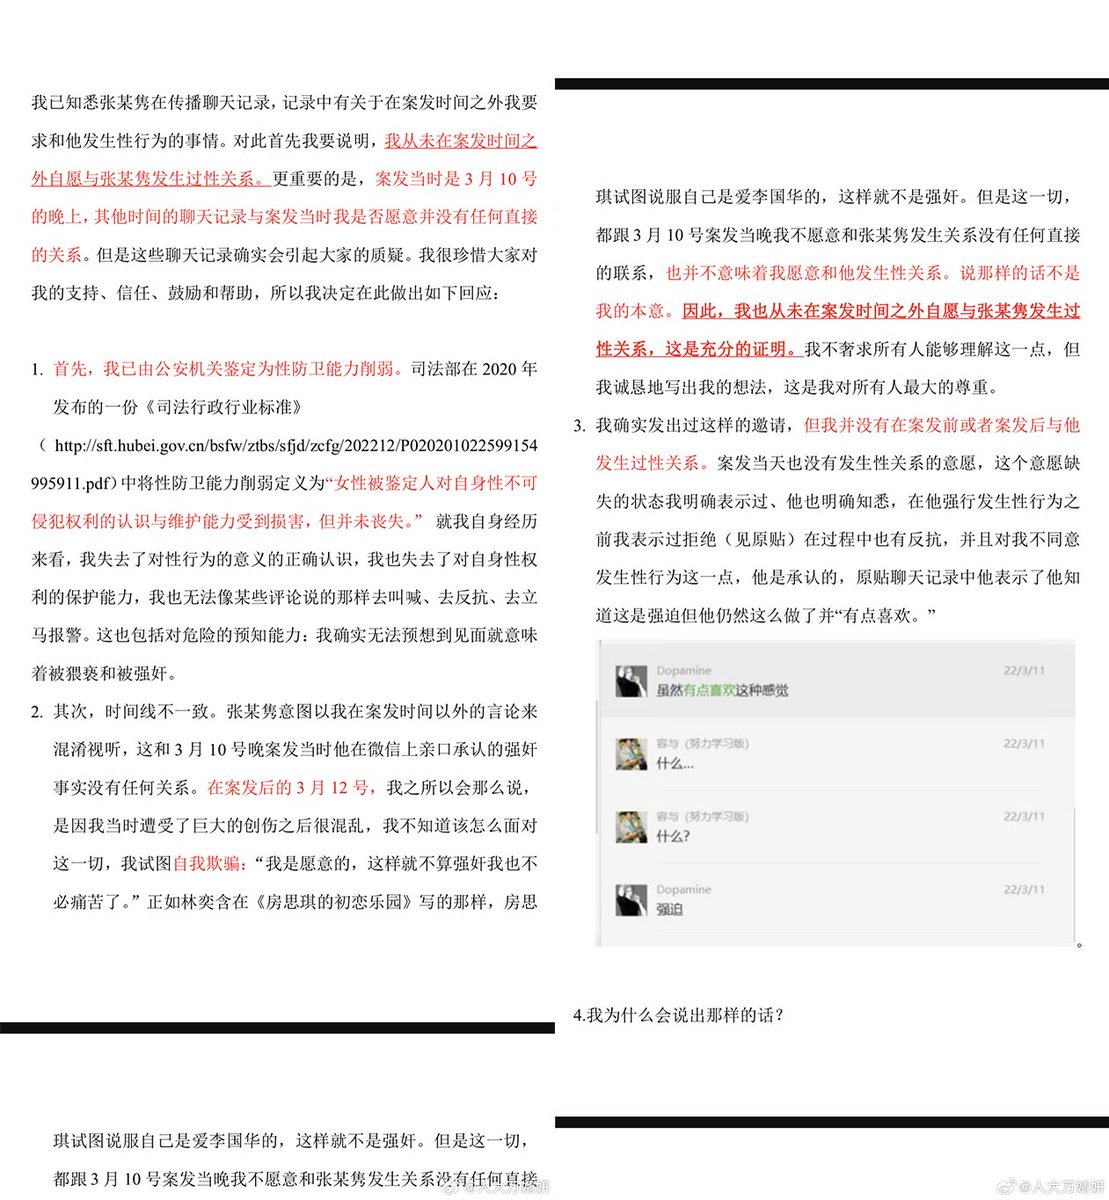 我已知悉张某隽在传播聊天记录，记录中有关于在案发时间之外我要
求和他发生性行为的事情。对此首先我要说明，我从未在案发时间之
外自愿与张某隽发生过性关系。更重要的是，案发当时是 3 月 10 号
的晚上，其他时间的聊天记录与案发当时我是否愿意并没有任何直接
的关系。但是这些聊天记录确实会引起大家的质疑。我很珍惜大家对
我的支持、信任、鼓励和帮助，所以我决定在此做出如下回应：
1. 首先，我已由公安机关鉴定为性防卫能力削弱。司法部在 2020 年
发布的一份《司法行政行业标准》
（ http://sft.hubei.gov.cn/bsfw/ztbs/sfjd/zcfg/202212/P020201022599154
995911.pdf）中将性防卫能力削弱定义为“女性被鉴定人对自身性不可
侵犯权利的认识与维护能力受到损害，但并未丧失。” 就我自身经历
来看，我失去了对性行为的意义的正确认识，我也失去了对自身性权
利的保护能力，我也无法像某些评论说的那样去叫喊、去反抗、去立
马报警。这也包括对危险的预知能力：我确实无法预想到见面就意味
着被猥亵和被强奸。
2. 其次，时间线不一致。张某隽意图以我在案发时间以外的言论来
混淆视听，这和 3 月 10 号晚案发当时他在微信上亲口承认的强奸
事实没有任何关系。在案发后的 3 月 12 号，我之所以会那么说，
是因我当时遭受了巨大的创伤之后很混乱，我不知道该怎么面对
这一切，我试图自我欺骗：“我是愿意的，这样就不算强奸我也不
必痛苦了。”正如林奕含在《房思琪的初恋乐园》写的那样，房思
琪试图说服自己是爱李国华的，这样就不是强奸。但是这一切，
都跟 3 月 10 号案发当晚我不愿意和张某隽发生关系没有任何直接
琪试图说服自己是爱李国华的，这样就不是强奸。但是这一切，
都跟 3 月 10 号案发当晚我不愿意和张某隽发生关系没有任何直接
的联系，也并不意味着我愿意和他发生性关系。说那样的话不是
我的本意。因此，我也从未在案发时间之外自愿与张某隽发生过
性关系，这是充分的证明。我不奢求所有人能够理解这一点，但
我诚恳地写出我的想法，这是我对所有人最大的尊重。
3. 我确实发出过这样的邀请，但我并没有在案发前或者案发后与他
发生过性关系。案发当天也没有发生性关系的意愿，这个意愿缺
失的状态我明确表示过、他也明确知悉，在他强行发生性行为之
前我表示过拒绝（见原贴）在过程中也有反抗，并且对我不同意
发生性行为这一点，他是承认的，原贴聊天记录中他表示了他知
道这是强迫但他仍然这么做了并“有点喜欢。”
Dopamine 22/3/11
虽然有点喜欢这种感觉
容与（努力学习版） 22/3/11
什么...
容与（努力学习版） 22/3/11
什么?
Dopamine 22/3/11
强迫
。
4.我为什么会说出那样的话？
@人大万嫣妍
@人大万嫣妍